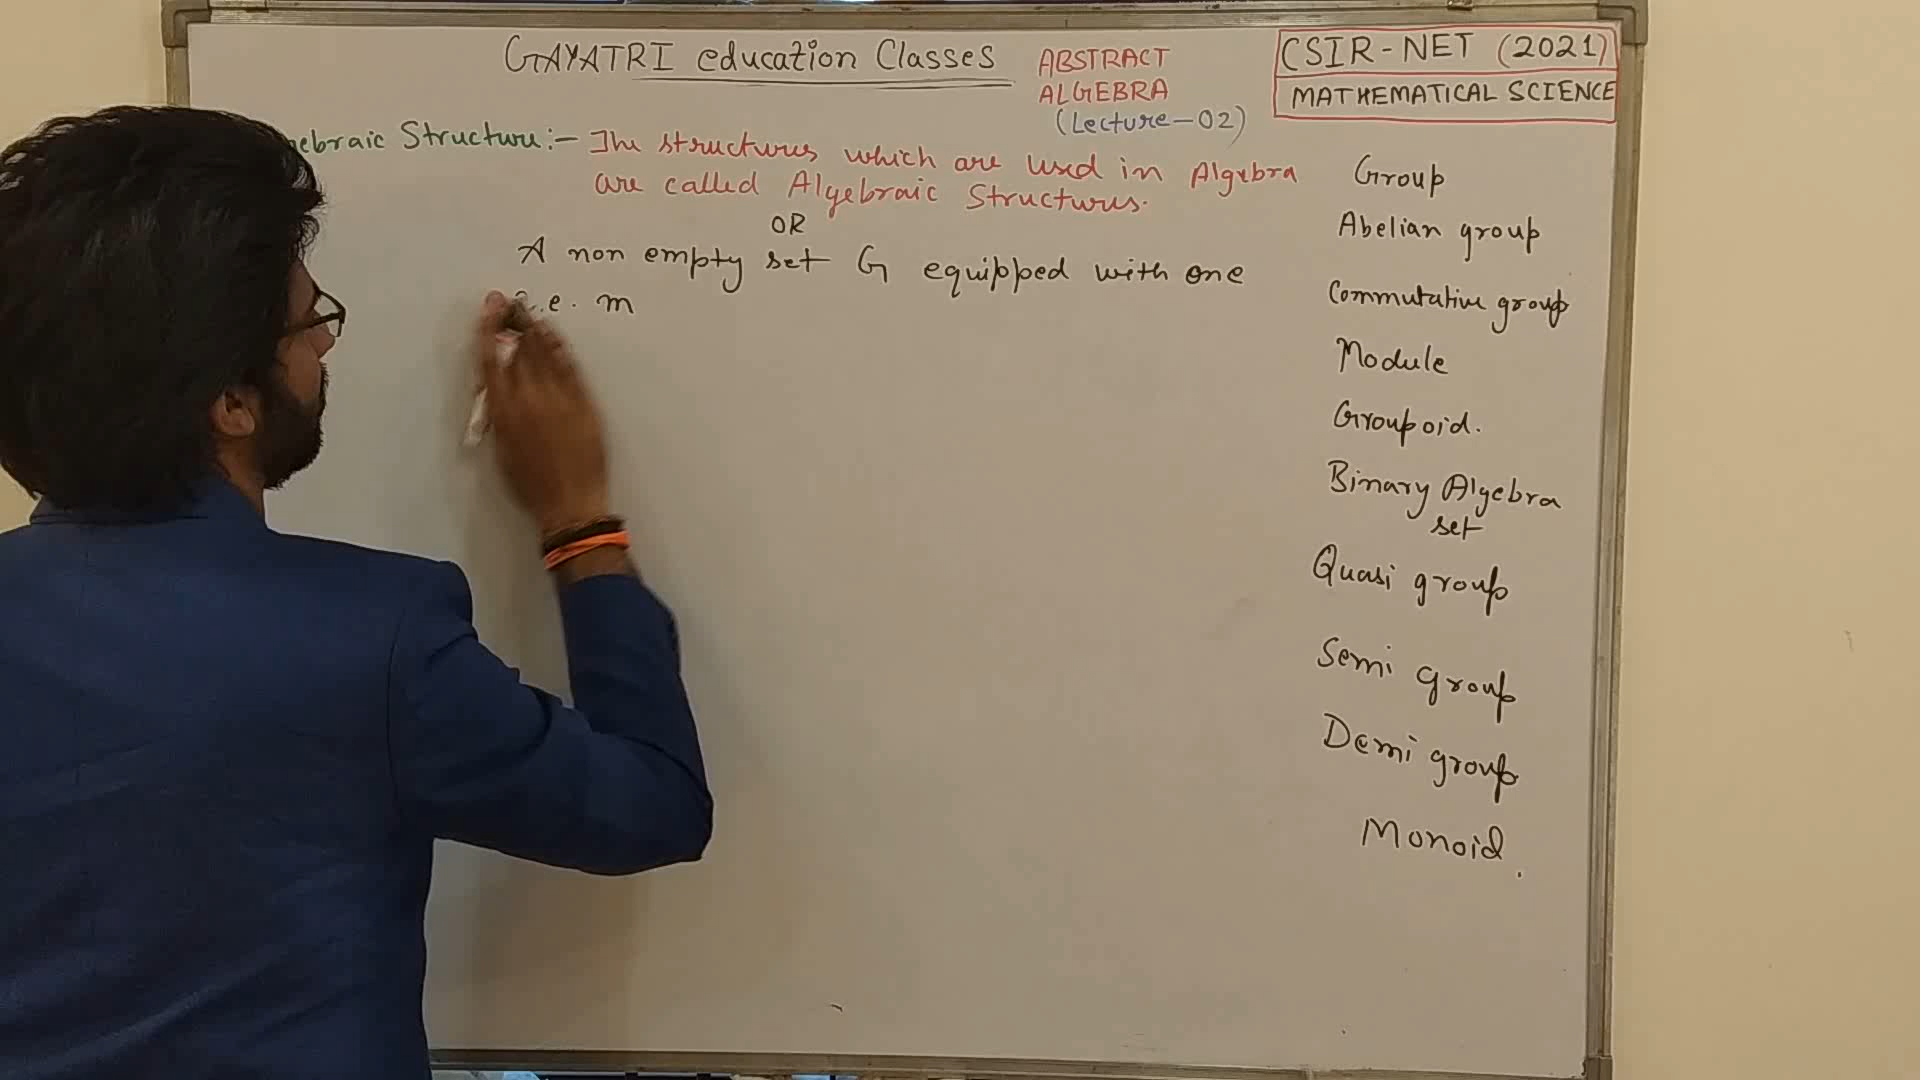 GAYATRI education Classes
ABSTRACT
ALGEBRA
(Lecture-02)
CSIR-NET (2021)
MATHEMATICAL SCIENCE
ebraic Structure:- The structures which are used in Algebra
are called Algebraic Structures.
OR
A non empty set G equipped with one
.e. m
Group
Abelian group
Commutative group
Module
Groupoid.
Binary Algebra
set
Quasi group
Semi group
Demi group
Monoid.